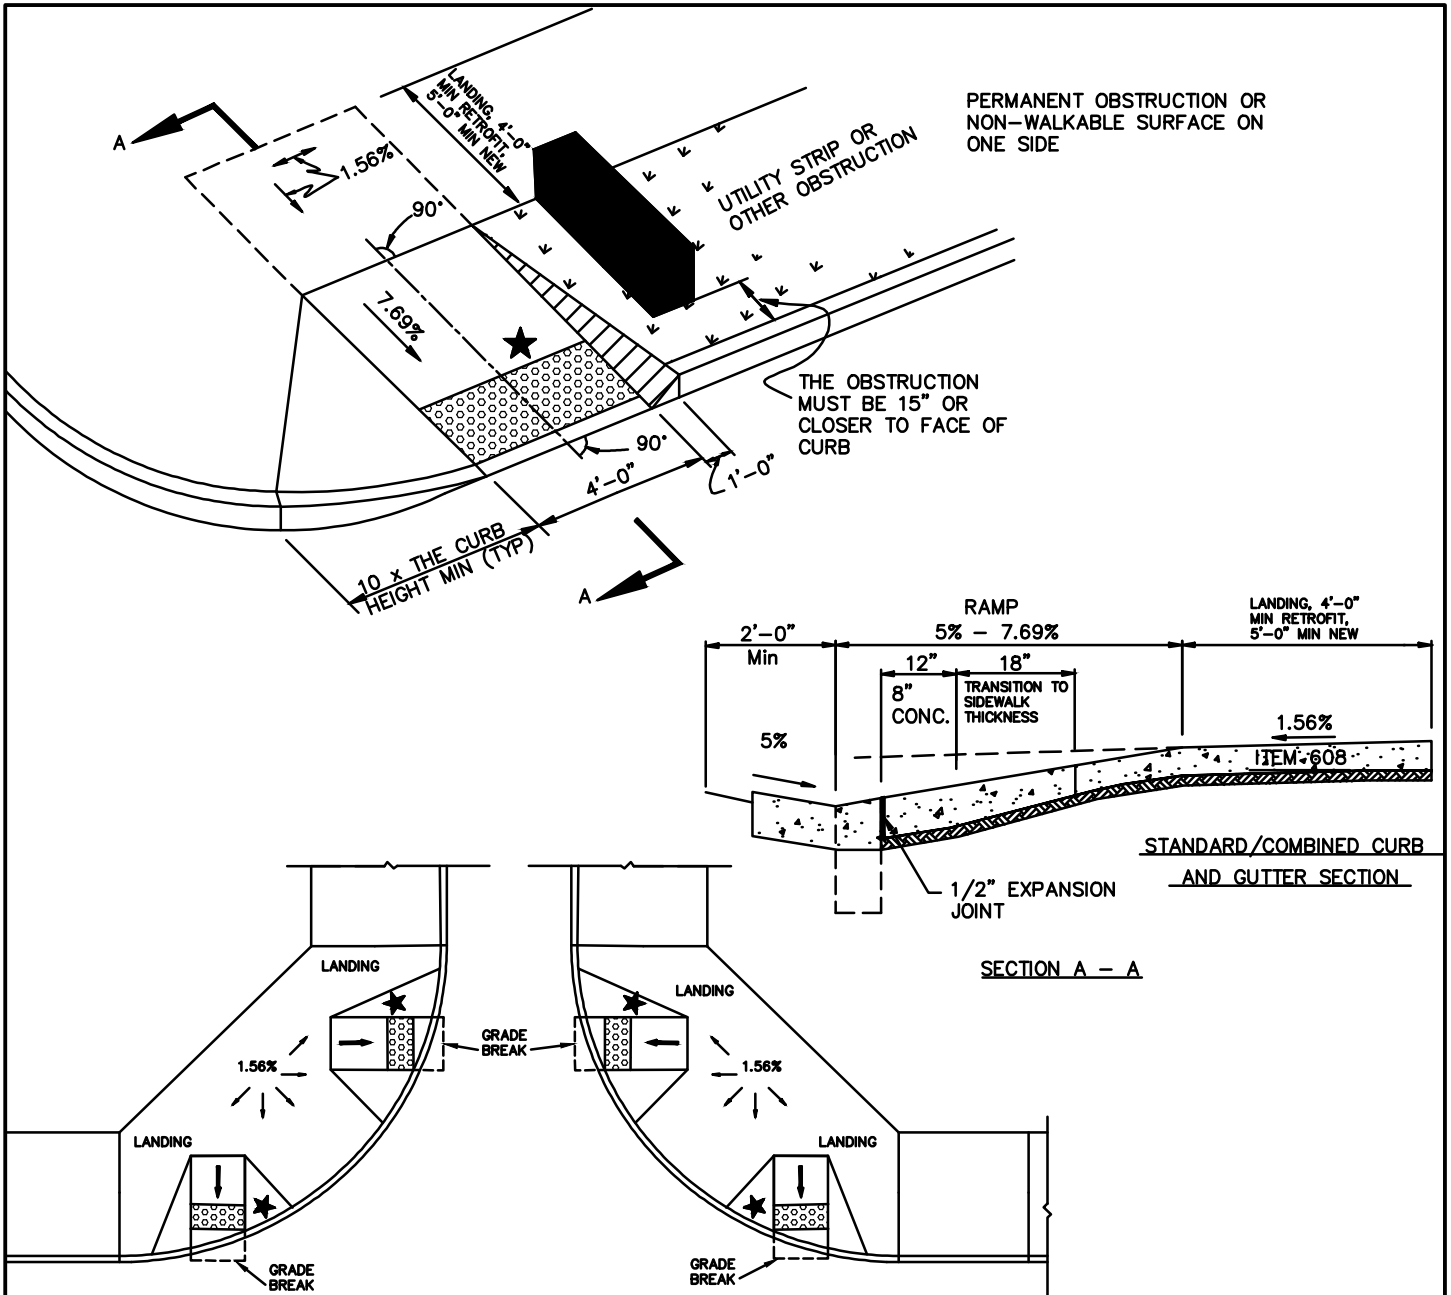 LANDING, 4'-0"
MIN RETROFIT,
5'-0" MIN NEW
PERMANENT OBSTRUCTION OR
NON-WALKABLE SURFACE ON
ONE SIDE
A
1.56%
90°
UTILITY STRIP OR
OTHER OBSTRUCTION
7.69%
THE OBSTRUCTION
MUST BE 15" OR
CLOSER TO FACE OF
CURB
90°
4'-0"
1'-0"
10 x THE CURB
HEIGHT MIN (TYP)
A
RAMP
5% - 7.69%
2'-0"
Min
LANDING, 4'-0"
MIN RETROFIT,
5'-0" MIN NEW
12"
18"
8"
CONC.
TRANSITION TO
SIDEWALK
THICKNESS
5%
1.56%
ITEM 608
STANDARD/COMBINED CURB
AND GUTTER SECTION
1/2" EXPANSION
JOINT
SECTION A - A
LANDING
LANDING
GRADE
BREAK
1.56%
1.56%
LANDING
LANDING
GRADE
BREAK
GRADE
BREAK